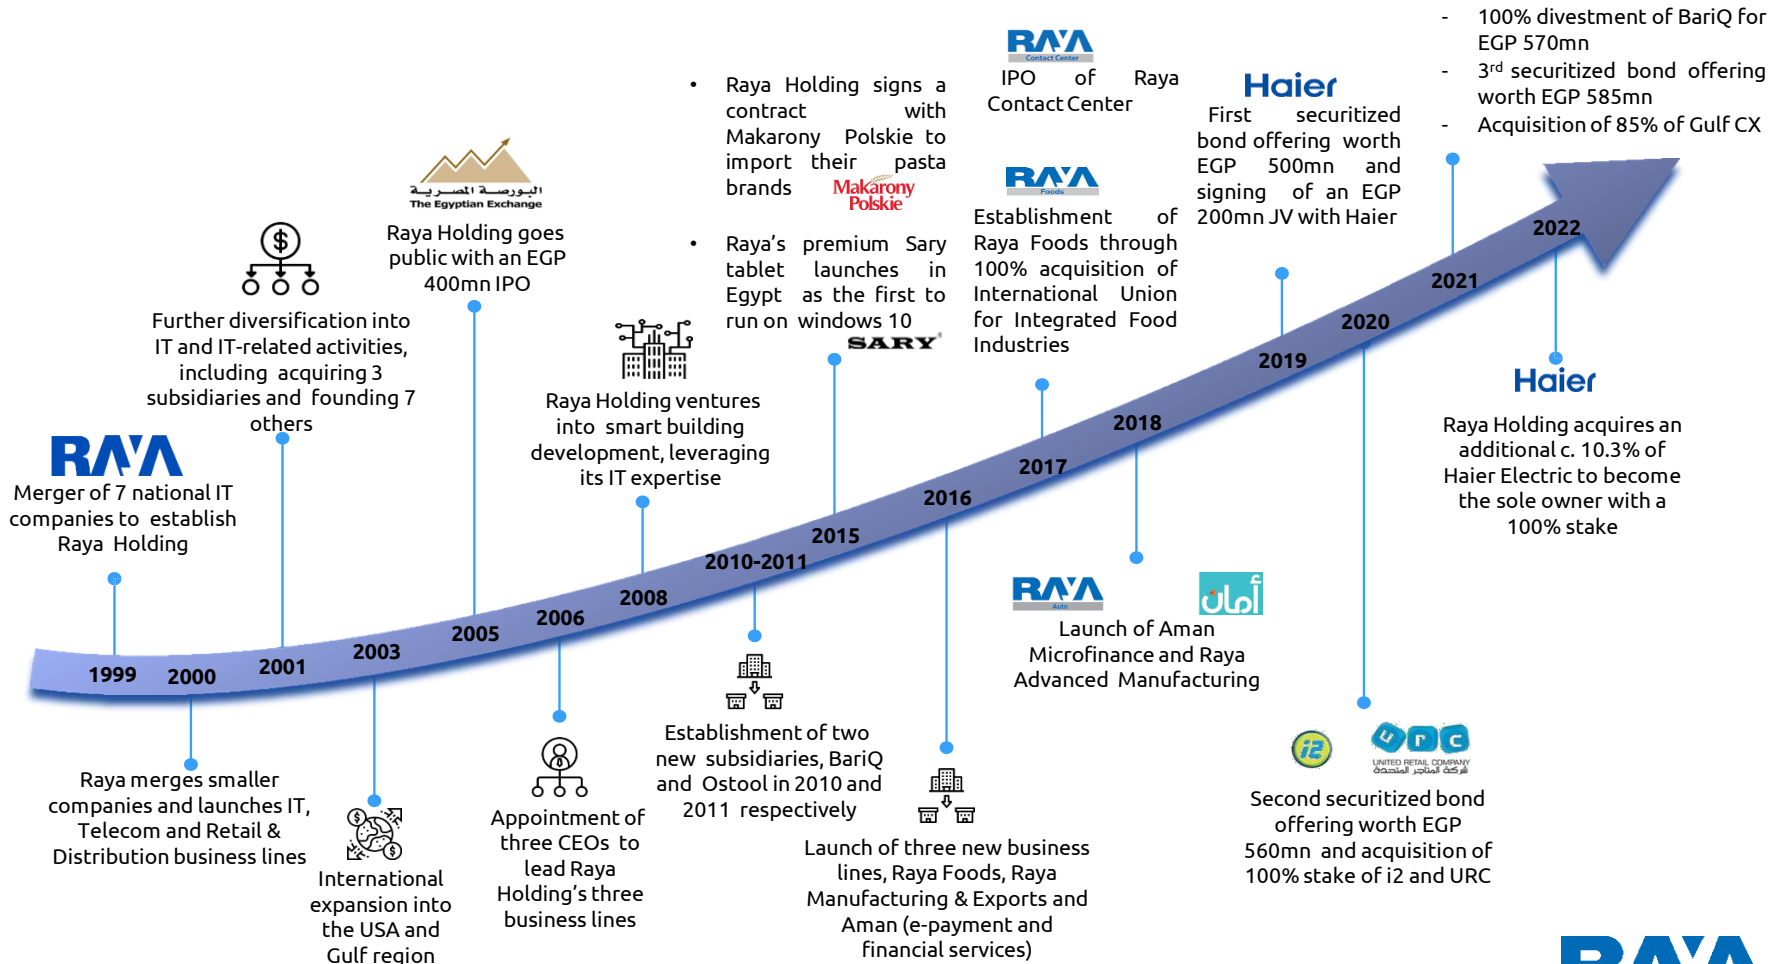 - 100% divestment of BariQ for
EGP 570mn
- 3rd securitized bond offering
worth EGP 585mn
- Acquisition of 85% of Gulf CX
RAYA
Contact Center
IPO of Raya
Contact Center
Haier
First securitized
bond offering worth
EGP 500mn and
signing of an EGP
200mn JV with Haier
• Raya Holding signs a
contract with
Makarony Polskie to
import their pasta
brands
Makarony
Polskie
• Raya's premium Sary
tablet launches in
Egypt as the first to
run on windows 10
SARY
RAYA
Foods
Establishment of
Raya Foods through
100% acquisition of
International Union
for Integrated Food
Industries
البورصة المصرية
The Egyptian Exchange
Raya Holding goes
public with an EGP
400mn IPO
$
Further diversification into
IT and IT-related activities,
including acquiring 3
subsidiaries and founding 7
others
Raya Holding ventures
into smart building
development, leveraging
its IT expertise
RAYA
Merger of 7 national IT
companies to establish
Raya Holding
1999
2000
2001
2003
2005
2006
2008
2010-2011
2015
2016
2017
2018
2019
2020
2021
2022
Haier
Raya Holding acquires an
additional c. 10.3% of
Haier Electric to become
the sole owner with a
100% stake
RAYA
Auto
أمان
Launch of Aman
Microfinance and Raya
Advanced Manufacturing
i2
urc
UNITED RETAIL COMPANY
شركة المتاجر المتحدة
Second securitized bond
offering worth EGP
560mn and acquisition of
100% stake of i2 and URC
Establishment of two
new subsidiaries, BariQ
and Ostool in 2010 and
2011 respectively
Launch of three new business
lines, Raya Foods, Raya
Manufacturing & Exports and
Aman (e-payment and
financial services)
Appointment of
three CEOs to
lead Raya
Holding's three
business lines
$
$
International
expansion into
the USA and
Gulf region
Raya merges smaller
companies and launches IT,
Telecom and Retail &
Distribution business lines
RAYA